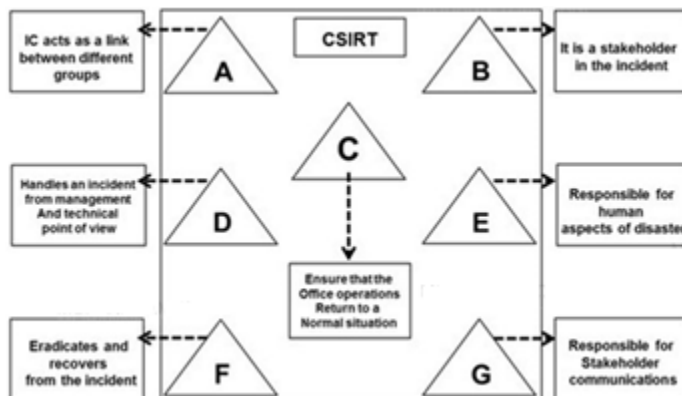 IC acts as a link
between different
groups
A
CSIRT
B
It is a stakeholder
in the incident
C
Handles an incident
from management
And technical
point of view
D
E
Responsible for
human
aspects of disaster
Ensure that the
Office operations
Return to a
Normal situation
Eradicates and
recovers
from the incident
F
G
Responsible for
Stakeholder
communications